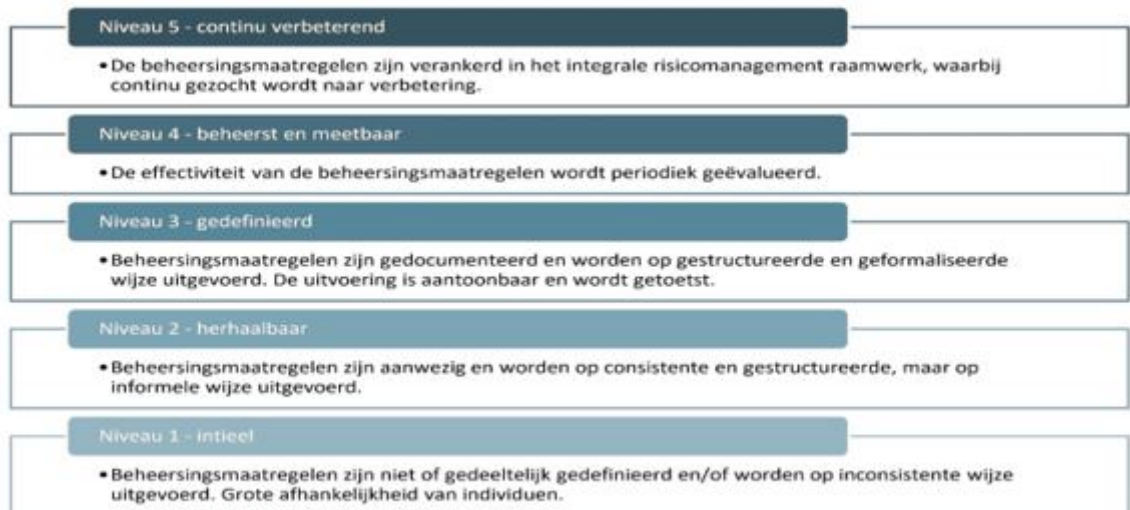 Niveau 5 - continu verbeterend
•De beheersingsmaatregelen zijn verankerd in het integrale risicomanagement raamwerk, waarbij
continu gezocht wordt naar verbetering.
Niveau 4 - beheerst en meetbaar
•De effectiviteit van de beheersingsmaatregelen wordt periodiek geëvalueerd.
Niveau 3 - gedefinieerd
•Beheersingsmaatregelen zijn gedocumenteerd en worden op gestructureerde en geformaliseerde
wijze uitgevoerd. De uitvoering is aantoonbaar en wordt getoetst.
Niveau 2 - herhaalbaar
•Beheersingsmaatregelen zijn aanwezig en worden op consistente en gestructureerde, maar op
informele wijze uitgevoerd.
Niveau 1 - intieel
•Beheersingsmaatregelen zijn niet of gedeeltelijk gedefinieerd en/of worden op inconsistente wijze
uitgevoerd. Grote afhankelijkheid van individuen.